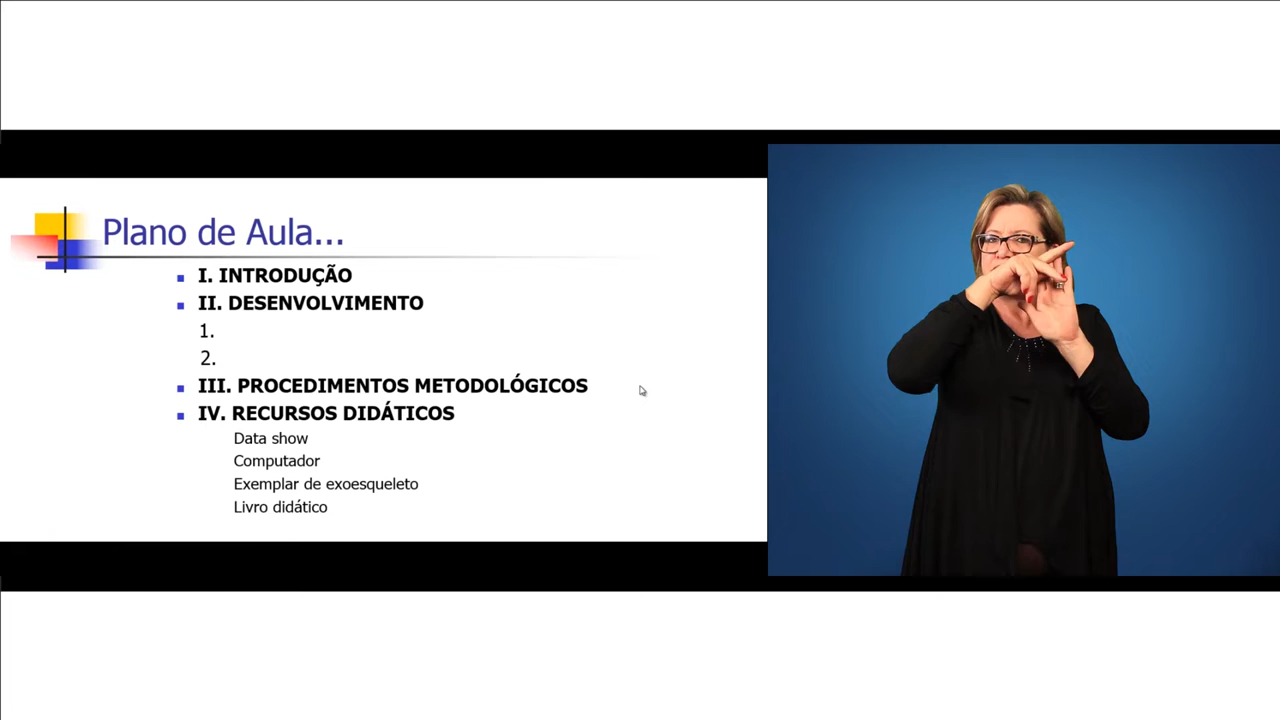 Plano de Aula...
I. INTRODUÇÃO
II. DESENVOLVIMENTO
1.
2.
III. PROCEDIMENTOS METODOLÓGICOS
IV. RECURSOS DIDÁTICOS
Data show
Computador
Exemplar de exoesqueleto
Livro didático